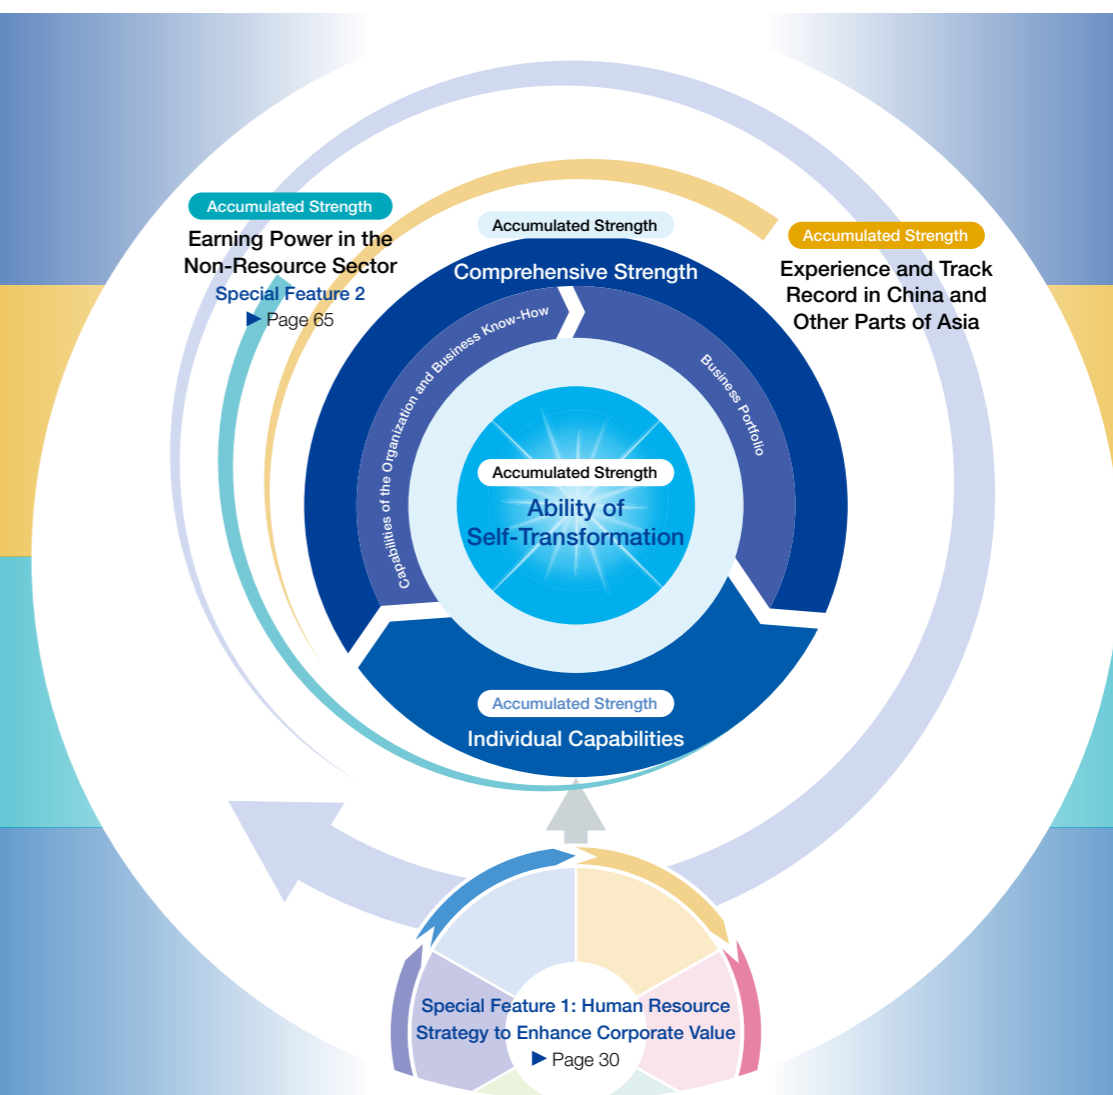 Accumulated Strength
Earning Power in the
Non-Resource Sector
Special Feature 2
▶ Page 65
Accumulated Strength
Comprehensive Strength
Capabilities of the Organization and Business Know-How
Business Portfolio
Accumulated Strength
Experience and Track
Record in China and
Other Parts of Asia
Accumulated Strength
Ability of
Self-Transformation
Accumulated Strength
Individual Capabilities
Special Feature 1: Human Resource
Strategy to Enhance Corporate Value
▶ Page 30